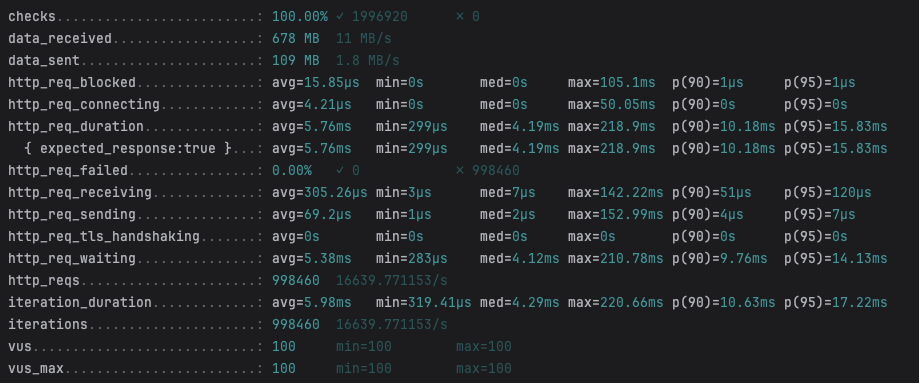 checks.........................: 100.00% ✓ 1996920 ✗ 0
data_received..................: 678 MB 11 MB/s
data_sent......................: 109 MB 1.8 MB/s
http_req_blocked...............: avg=15.85µs min=0s med=0s max=105.1ms p(90)=1µs p(95)=1µs
http_req_connecting............: avg=4.21µs min=0s med=0s max=50.05ms p(90)=0s p(95)=0s
http_req_duration..............: avg=5.76ms min=299µs med=4.19ms max=218.9ms p(90)=10.18ms p(95)=15.83ms
{ expected_response:true }...: avg=5.76ms min=299µs med=4.19ms max=218.9ms p(90)=10.18ms p(95)=15.83ms
http_req_failed................: 0.00% ✓ 0 ✗ 998460
http_req_receiving.............: avg=305.26µs min=3µs med=7µs max=142.22ms p(90)=51µs p(95)=120µs
http_req_sending...............: avg=69.2µs min=1µs med=2µs max=152.99ms p(90)=4µs p(95)=7µs
http_req_tls_handshaking.......: avg=0s min=0s med=0s max=0s p(90)=0s p(95)=0s
http_req_waiting...............: avg=5.38ms min=283µs med=4.12ms max=210.78ms p(90)=9.76ms p(95)=14.13ms
http_reqs......................: 998460 16639.771153/s
iteration_duration.............: avg=5.98ms min=319.41µs med=4.29ms max=220.66ms p(90)=10.63ms p(95)=17.22ms
iterations.....................: 998460 16639.771153/s
vus............................: 100 min=100 max=100
vus_max........................: 100 min=100 max=100